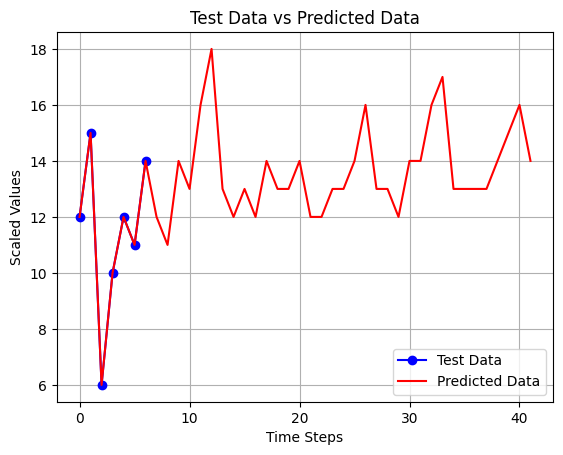 Test Data vs Predicted Data
Scaled Values
18
16
14
12
10
8
6
0
10
20
30
40
Time Steps
Test Data
Predicted Data